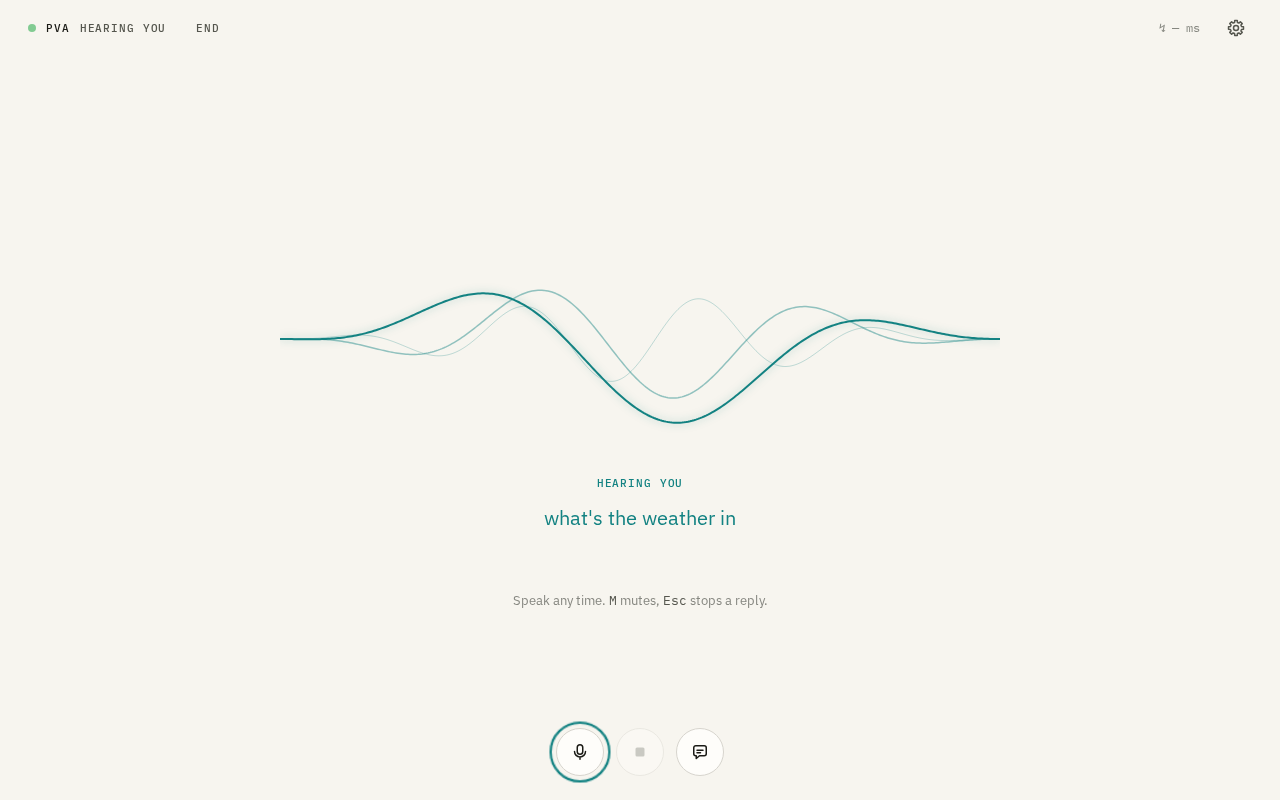 PVA HEARING YOU END
↯ — ms
HEARING YOU
what's the weather in
Speak any time. M mutes, Esc stops a reply.